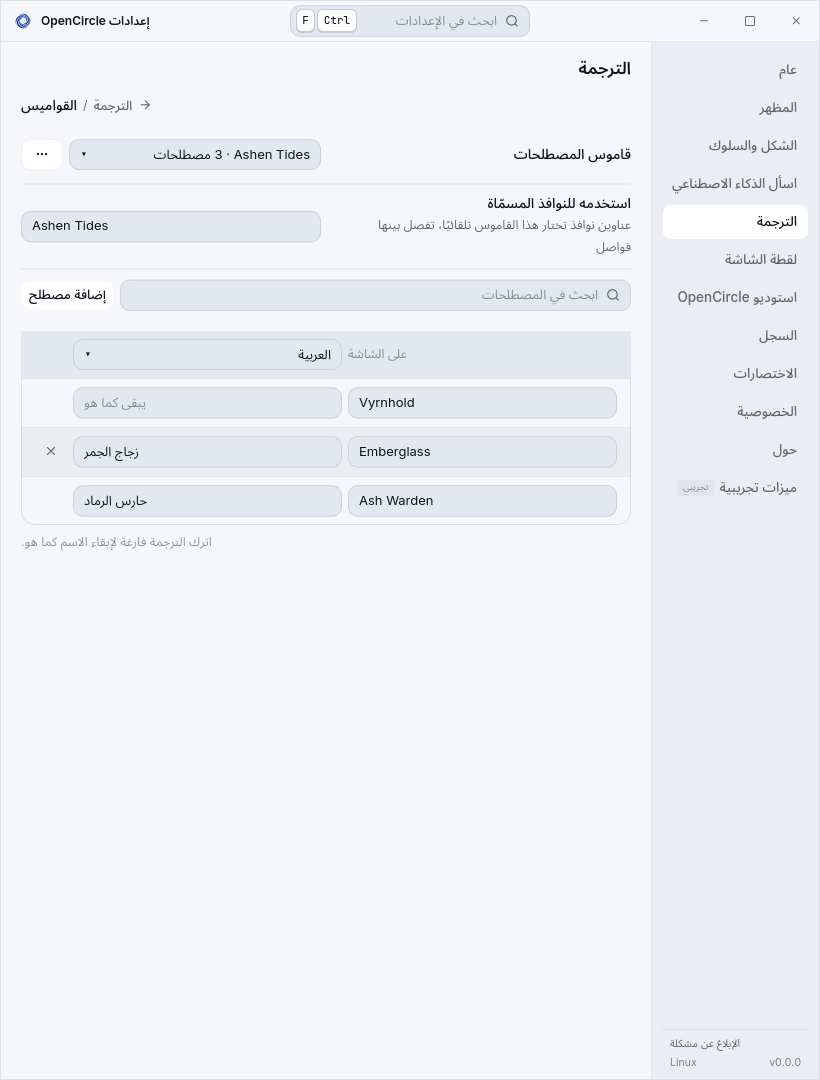 إعدادات OpenCircle
ابحث في الإعدادات
Ctrl F
عام
المظهر
الشكل والسلوك
اسأل الذكاء الاصطناعي
الترجمة
لقطة الشاشة
استوديو OpenCircle
السجل
الاختصارات
الخصوصية
حول
ميزات تجريبية تجريبي
الإبلاغ عن مشكلة
v0.0.0 Linux
الترجمة
الترجمة / القواميس
قاموس المصطلحات
Ashen Tides · 3 مصطلحات
استخدمه للنوافذ المسمّاة
عناوين نوافذ تختار هذا القاموس تلقائيًا، تفصل بينها
فواصل
Ashen Tides
ابحث في المصطلحات
إضافة مصطلح
على الشاشة
العربية
Vyrnhold
يبقى كما هو
Emberglass
زجاج الجمر
Ash Warden
حارس الرماد
اترك الترجمة فارغة لإبقاء الاسم كما هو.